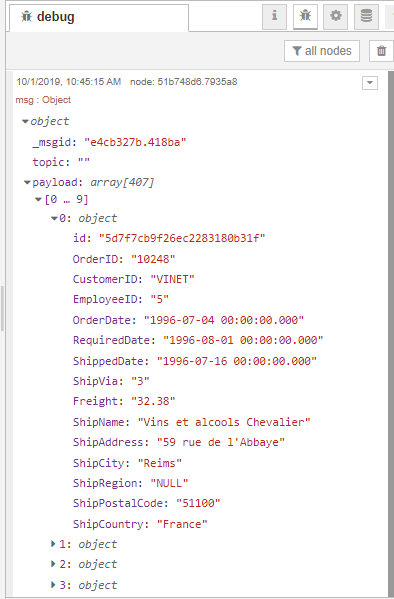 debug
i
all nodes
10/1/2019, 10:45:15 AM node: 51b748d6.7935a8
msg : Object
object
_msgid: "e4cb327b.418ba"
topic: ""
payload: array[407]
[0 … 9]
0: object
id: "5d7f7cb9f26ec2283180b31f"
OrderID: "10248"
CustomerID: "VINET"
EmployeeID: "5"
OrderDate: "1996-07-04 00:00:00.000"
RequiredDate: "1996-08-01 00:00:00.000"
ShippedDate: "1996-07-16 00:00:00.000"
ShipVia: "3"
Freight: "32.38"
ShipName: "Vins et alcools Chevalier"
ShipAddress: "59 rue de l'Abbaye"
ShipCity: "Reims"
ShipRegion: "NULL"
ShipPostalCode: "51100"
ShipCountry: "France"
1: object
2: object
3: object